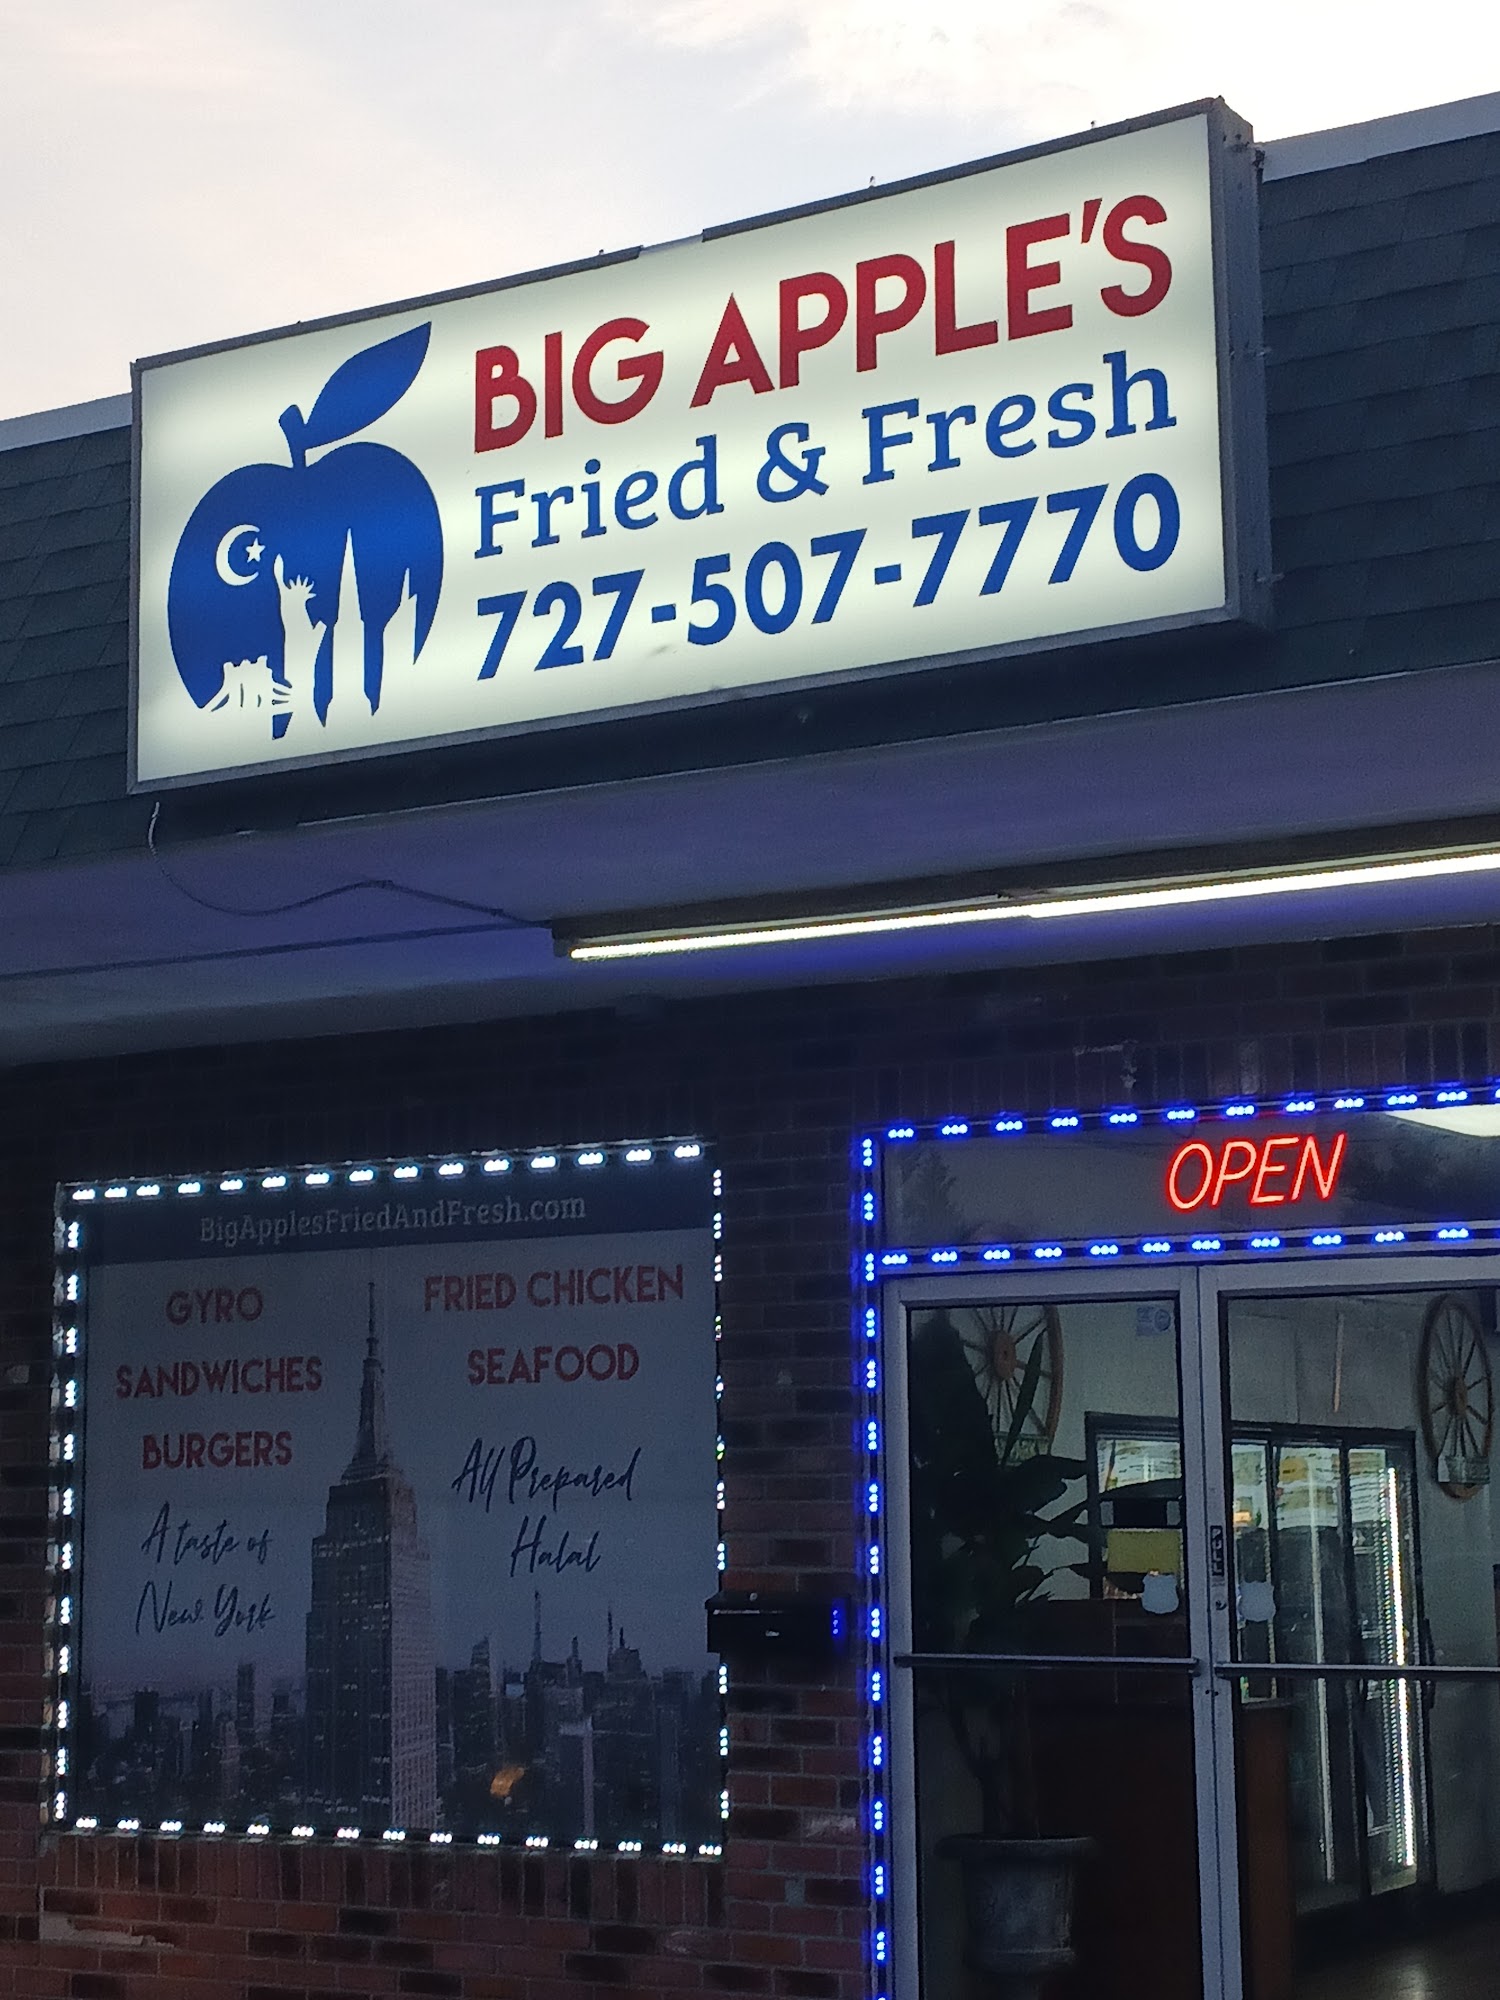 BIG APPLE'S
Fried & Fresh
727-507-7770
OPEN
BigApplesFriedAndFresh.com
GYRO
SANDWICHES
BURGERS
A taste of
New York
FRIED CHICKEN
SEAFOOD
All Prepared
Halal